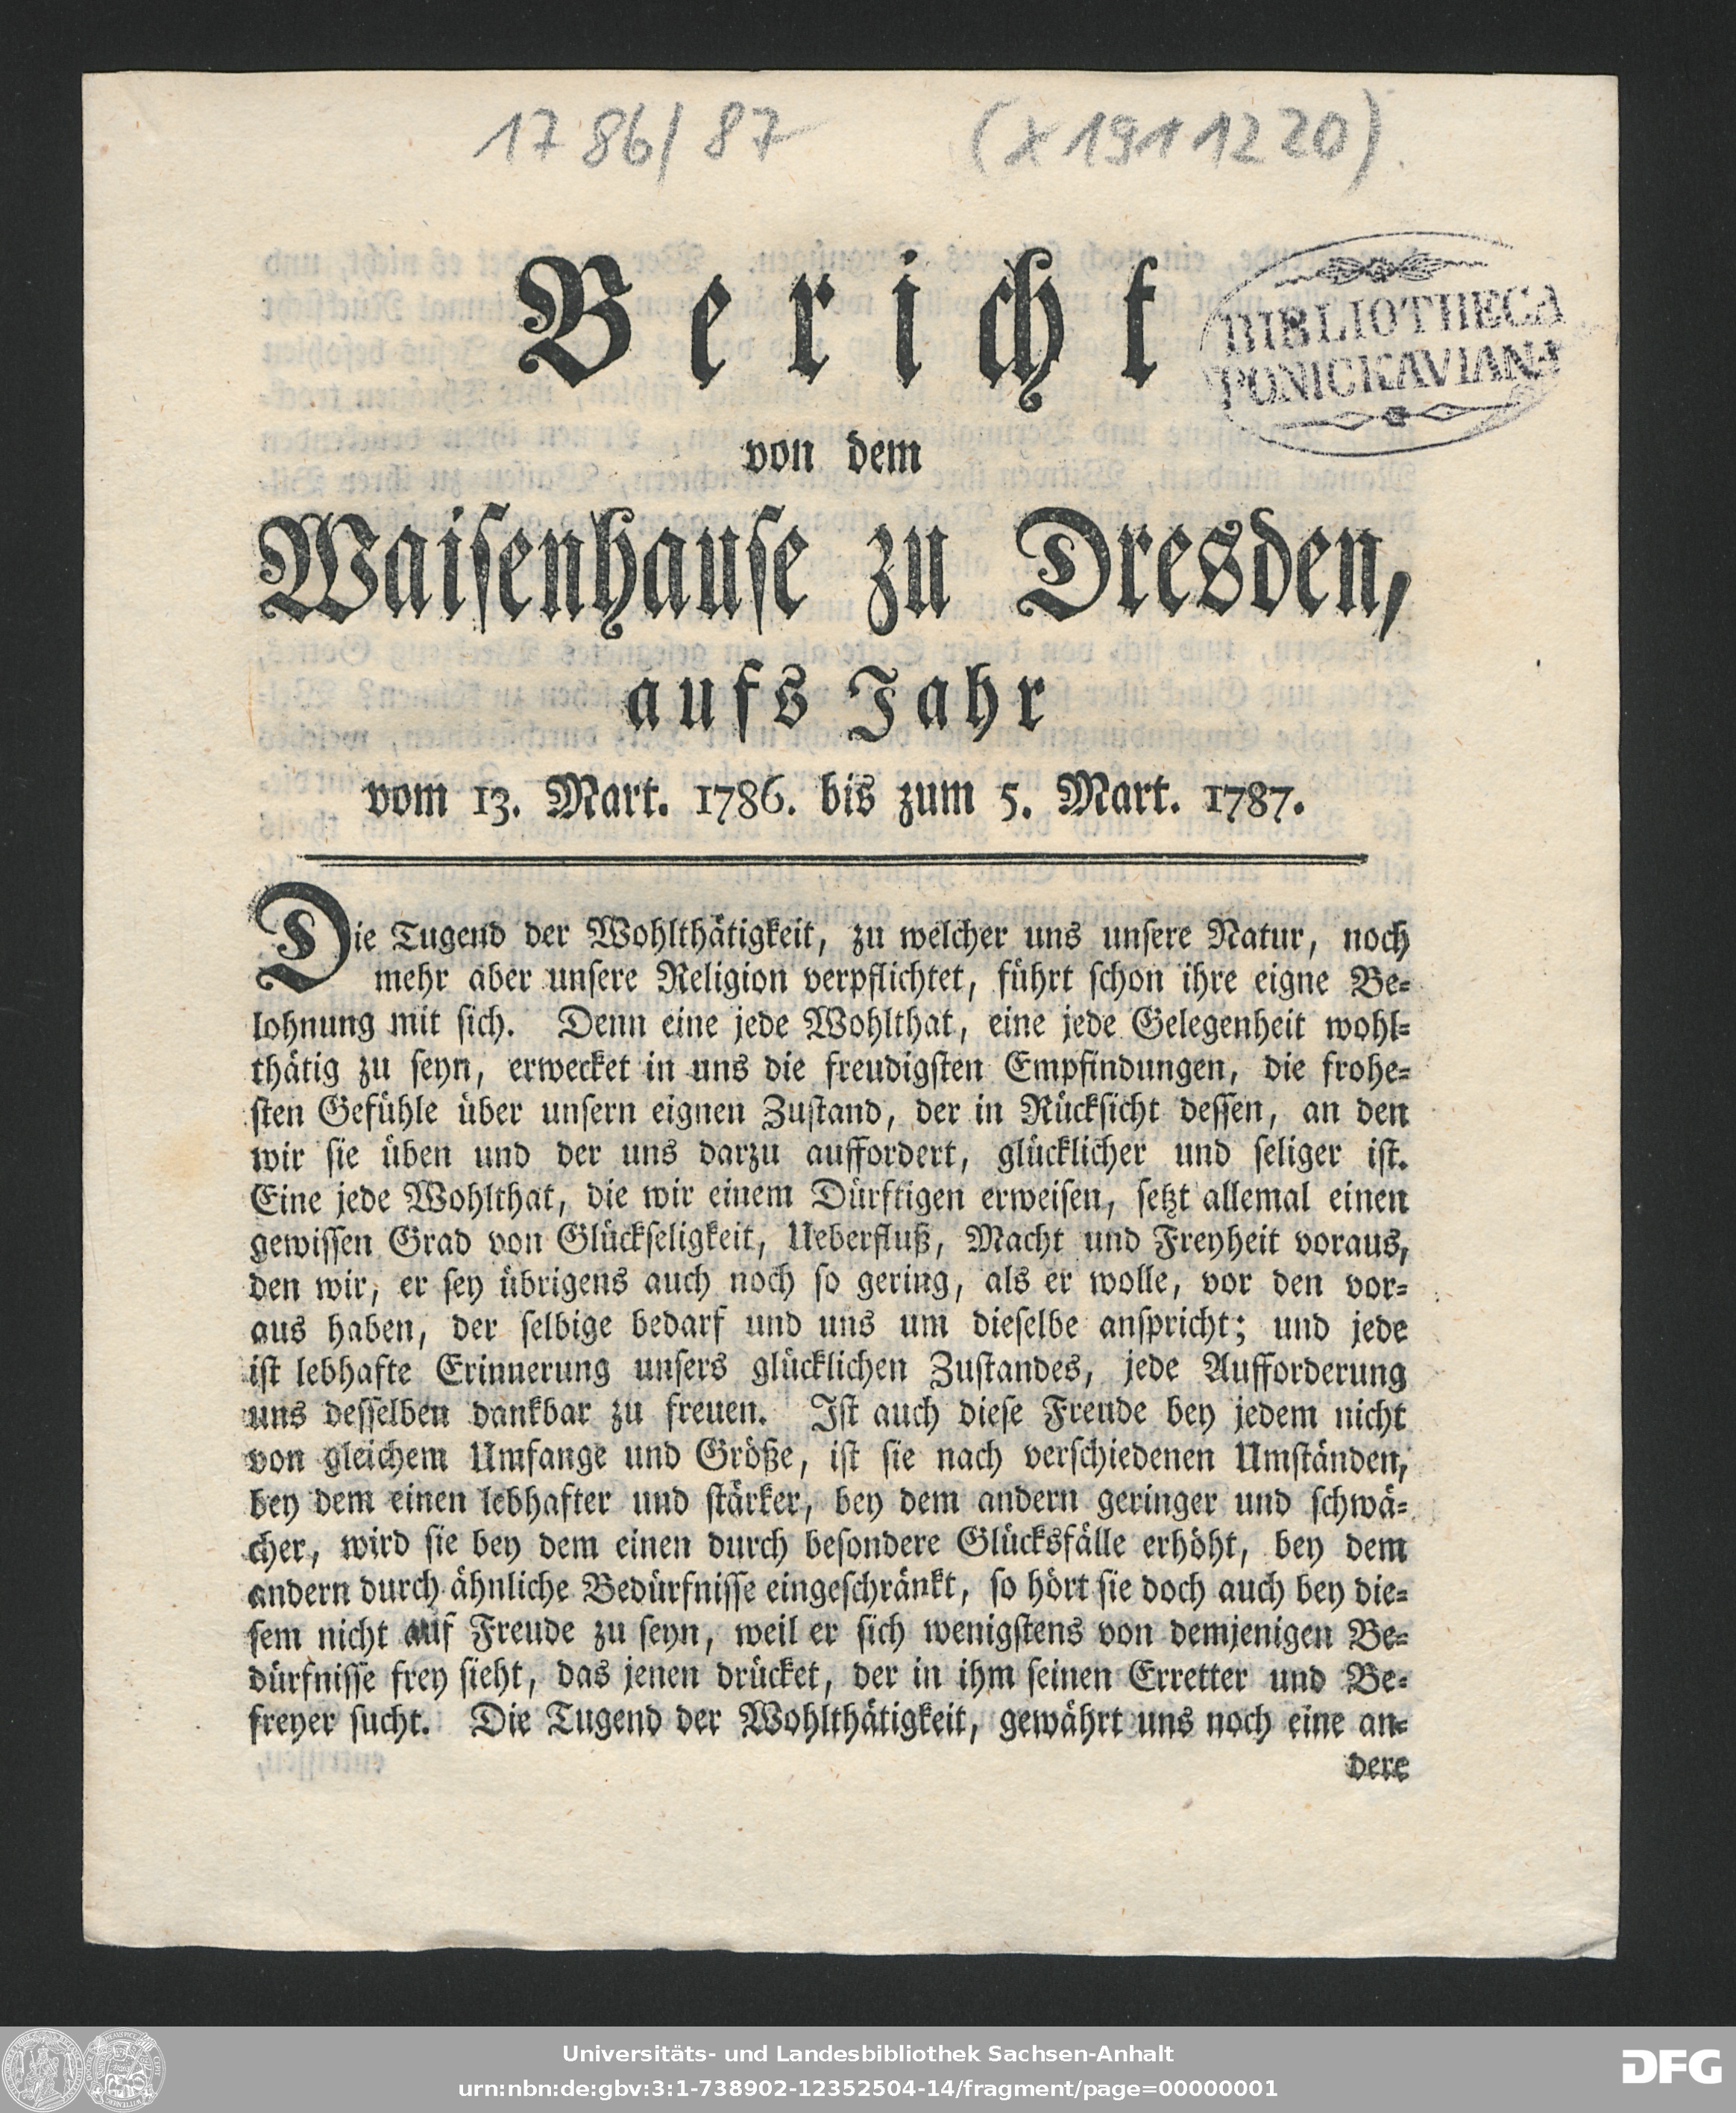 1786/87 (X1911220)
Bericht
BIBLIOTHECA
PONICKAVIANA
von dem
Waiſenhauſe zu Dresden,
aufs Jahr
vom 13. Mart. 1786. bis zum 5. Mart. 1787.
Die Tugend der Wohlthätigkeit, zu welcher uns unſere Natur, noch
mehr aber unſere Religion verpflichtet, führt ſchon ihre eigne Be⸗
lohnung mit ſich. Denn eine jede Wohlthat, eine jede Gelegenheit wohl⸗
thätig zu ſeyn, erwecket in uns die freudigſten Empfindungen, die frohe⸗
ſten Gefühle über unſern eignen Zuſtand, der in Rückſicht deſſen, an den
wir ſie üben und der uns darzu auffordert, glücklicher und ſeliger iſt.
Eine jede Wohlthat, die wir einem Dürftigen erweiſen, ſetzt allemal einen
gewiſſen Grad von Glückſeligkeit, Ueberfluß, Macht und Freyheit voraus,
den wir, er ſey übrigens auch noch ſo gering, als er wolle, vor den vor⸗
aus haben, der ſelbige bedarf und uns um dieſelbe anſpricht; und jede
iſt lebhafte Erinnerung unſers glücklichen Zuſtandes, jede Aufforderung
uns deſſelben dankbar zu freuen. Iſt auch dieſe Freude bey jedem nicht
von gleichem Umfange und Größe, iſt ſie nach verſchiedenen Umſtänden,
bey dem einen lebhafter und ſtärker, bey dem andern geringer und ſchwä⸗
cher, wird ſie bey dem einen durch beſondere Glücksfälle erhöht, bey dem
andern durch ähnliche Bedürfniſſe eingeſchränkt, ſo hört ſie doch auch bey die⸗
ſem nicht auf Freude zu ſeyn, weil er ſich wenigſtens von demjenigen Be⸗
dürfniſſe frey ſieht, das jenen drücket, der in ihm ſeinen Erretter und Be⸗
freyer ſucht. Die Tugend der Wohlthätigkeit, gewährt uns noch eine an⸗
dere
Universitäts- und Landesbibliothek Sachsen-Anhalt
urn:nbn:de:gbv:3:1-738902-12352504-14/fragment/page=00000001
DFG